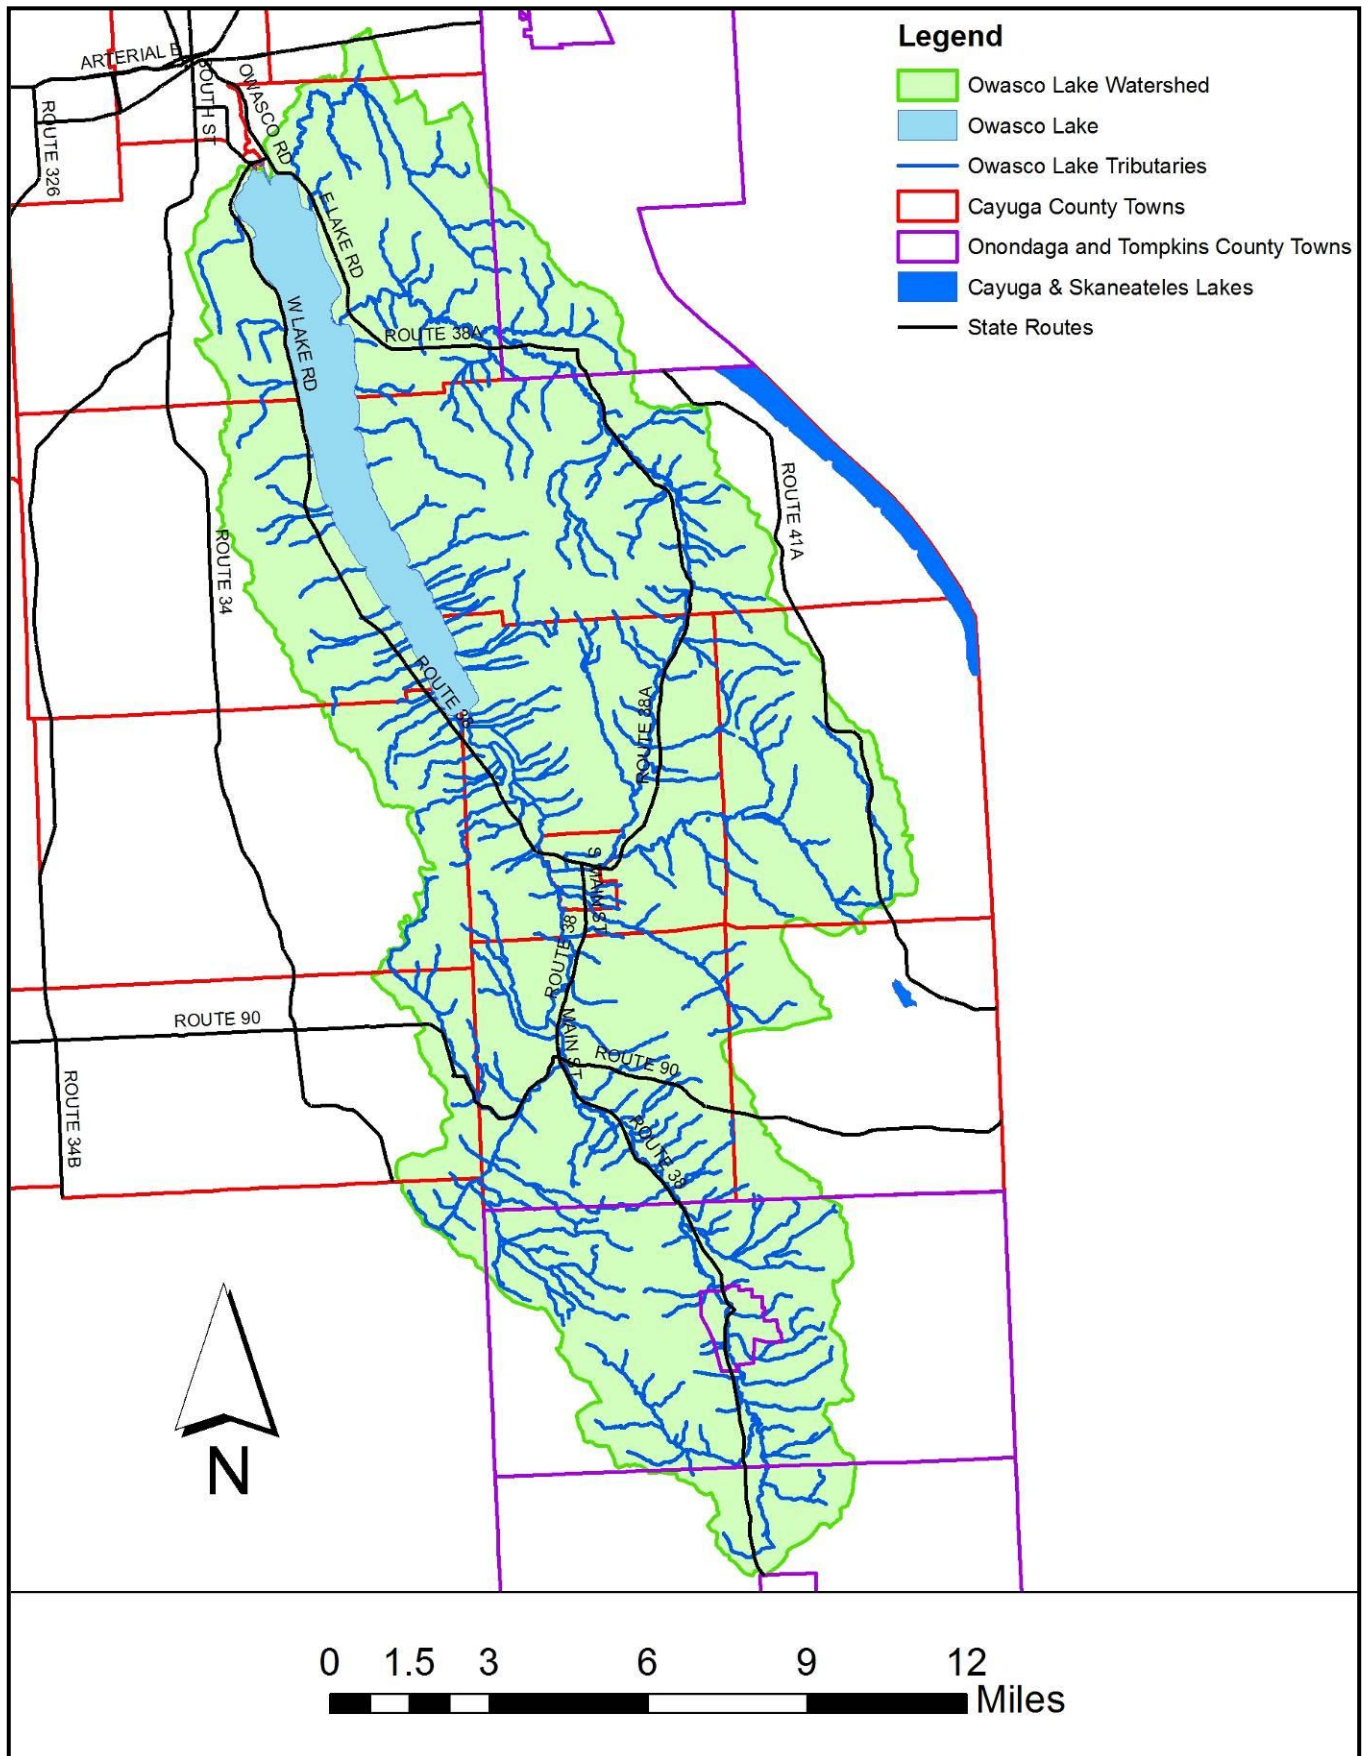 Legend
Owasco Lake Watershed
Owasco Lake
Owasco Lake Tributaries
Cayuga County Towns
Onondaga and Tompkins County Towns
Cayuga & Skaneateles Lakes
State Routes
ARTERIAL E
SOUTH ST
OWASCO RD
ROUTE 326
E LAKE RD
W LAKE RD
ROUTE 38A
ROUTE 41A
ROUTE 34
ROUTE 38
ROUTE 38A
S MAIN ST
ROUTE 38
MAIN ST
ROUTE 90
ROUTE 90
ROUTE 34B
ROUTE 38
N
0 1.5 3 6 9 12
Miles